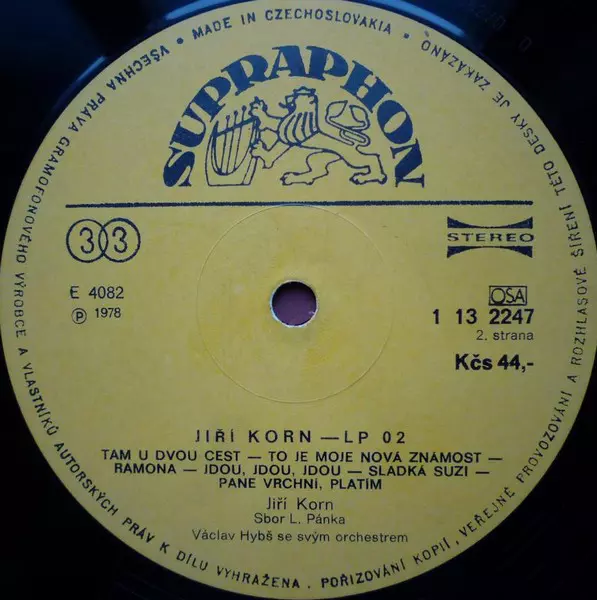 VŠECHNA PRÁVA GRAMOFONOVÉHO VÝROBCE A VLASTNÍKŮ AUTORSKÝCH PRÁV K DÍLU VYHRAŽENA. POŘIZOVÁNÍ KOPIÍ, VEŘEJNÉ PROVOZOVÁNÍ A ROZHLASOVÉ ŠÍŘENÍ TÉTO DESKY JE ZAKÁZÁNO
MADE IN CZECHOSLOVAKIA
SUPRAPHON
33
STEREO
E 4082
℗ 1978
OSA
1 13 2247
2. strana
Kčs 44,-
JIŘÍ KORN — LP 02
TAM U DVOU CEST — TO JE MOJE NOVÁ ZNÁMOST —
RAMONA — JDOU, JDOU, JDOU — SLADKÁ SUZI —
PANE VRCHNÍ, PLATÍM
Jiří Korn
Sbor L. Pánka
Václav Hybš se svým orchestrem